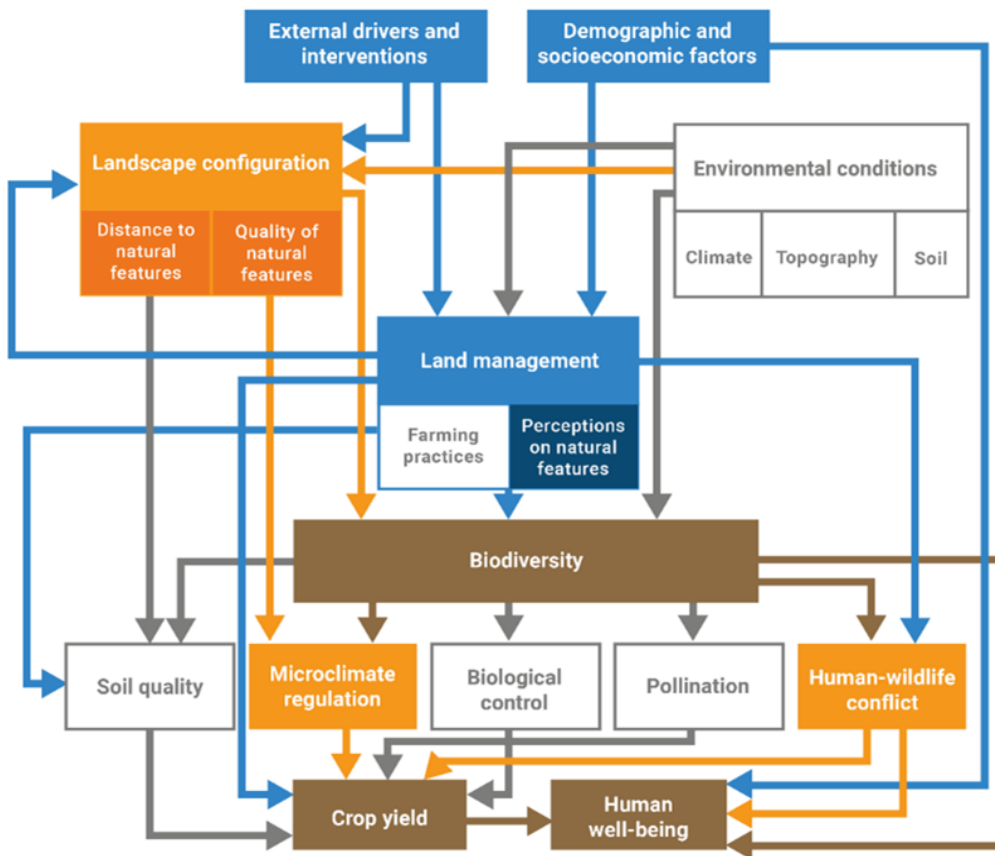 External drivers and
interventions
Demographic and
socioeconomic factors
Landscape configuration
Distance to
natural
features
Quality of
natural
features
Environmental conditions
Climate
Topography
Soil
Land management
Farming
practices
Perceptions
on natural
features
Biodiversity
Soil quality
Microclimate
regulation
Biological
control
Pollination
Human-wildlife
conflict
Crop yield
Human
well-being